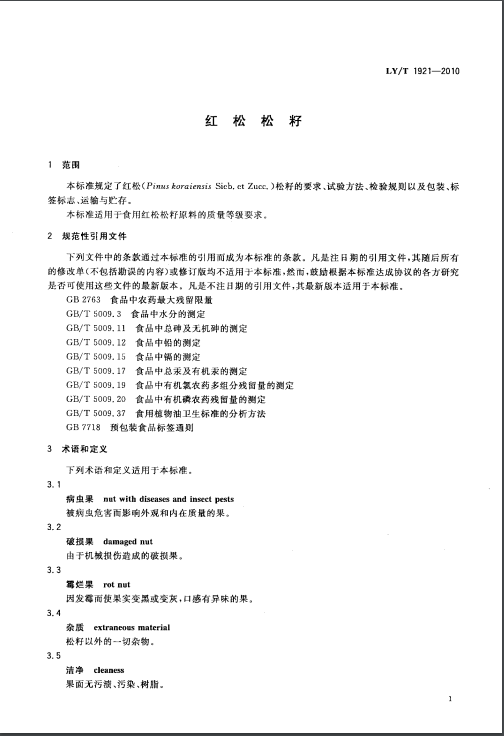 LY/T 1921—2010
红 松 松 籽
1 范围
本标准规定了红松(Pinus koraiensis Sieb. et Zucc.)松籽的要求、试验方法、检验规则以及包装、标
签标志、运输与贮存。
本标准适用于食用红松松籽原料的质量等级要求。
2 规范性引用文件
下列文件中的条款通过本标准的引用而成为本标准的条款。凡是注日期的引用文件,其随后所有
的修改单(不包括勘误的内容)或修订版均不适用于本标准,然而,鼓励根据本标准达成协议的各方研究
是否可使用这些文件的最新版本。凡是不注日期的引用文件,其最新版本适用于本标准。
GB 2763 食品中农药最大残留限量
GB/T 5009.3 食品中水分的测定
GB/T 5009.11 食品中总砷及无机砷的测定
GB/T 5009.12 食品中铅的测定
GB/T 5009.15 食品中镉的测定
GB/T 5009.17 食品中总汞及有机汞的测定
GB/T 5009.19 食品中有机氯农药多组分残留量的测定
GB/T 5009.20 食品中有机磷农药残留量的测定
GB/T 5009.37 食用植物油卫生标准的分析方法
GB 7718 预包装食品标签通则
3 术语和定义
下列术语和定义适用于本标准。
3.1
病虫果 nut with diseases and insect pests
被病虫危害而影响外观和内在质量的果。
3.2
破损果 damaged nut
由于机械损伤造成的破损果。
3.3
霉烂果 rot nut
因发霉而使果实变黑或变灰,口感有异味的果。
3.4
杂质 extraneous material
松籽以外的一切杂物。
3.5
洁净 cleaness
果面无污渍、污染、树脂。
1